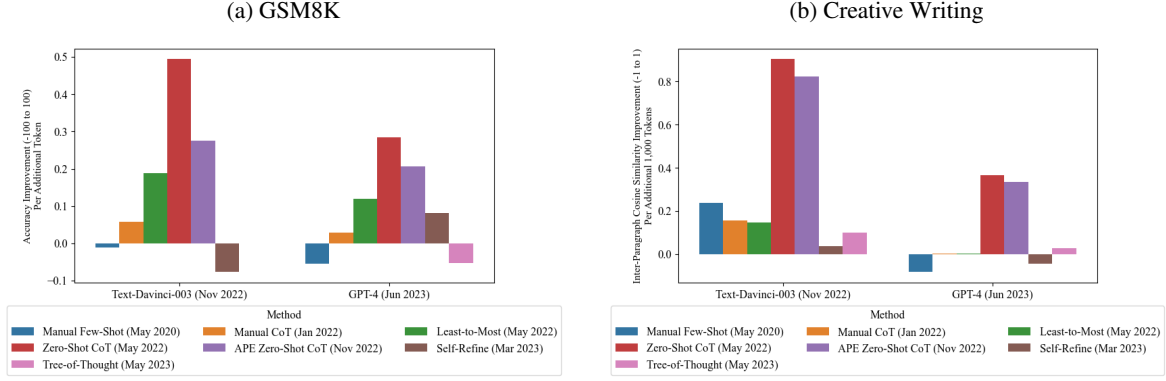 (a) GSM8K
Accuracy Improvement (-100 to 100)
Per Additional Token
0.5
0.4
0.3
0.2
0.1
0.0
−0.1
Text-Davinci-003 (Nov 2022)
GPT-4 (Jun 2023)
Method
Manual Few-Shot (May 2020)
Manual CoT (Jan 2022)
Least-to-Most (May 2022)
Zero-Shot CoT (May 2022)
APE Zero-Shot CoT (Nov 2022)
Self-Refine (Mar 2023)
Tree-of-Thought (May 2023)
(b) Creative Writing
Inter-Paragraph Cosine Similarity Improvement (-1 to 1)
Per Additional 1,000 Tokens
0.8
0.6
0.4
0.2
0.0
Text-Davinci-003 (Nov 2022)
GPT-4 (Jun 2023)
Method
Manual Few-Shot (May 2020)
Manual CoT (Jan 2022)
Least-to-Most (May 2022)
Zero-Shot CoT (May 2022)
APE Zero-Shot CoT (Nov 2022)
Self-Refine (Mar 2023)
Tree-of-Thought (May 2023)